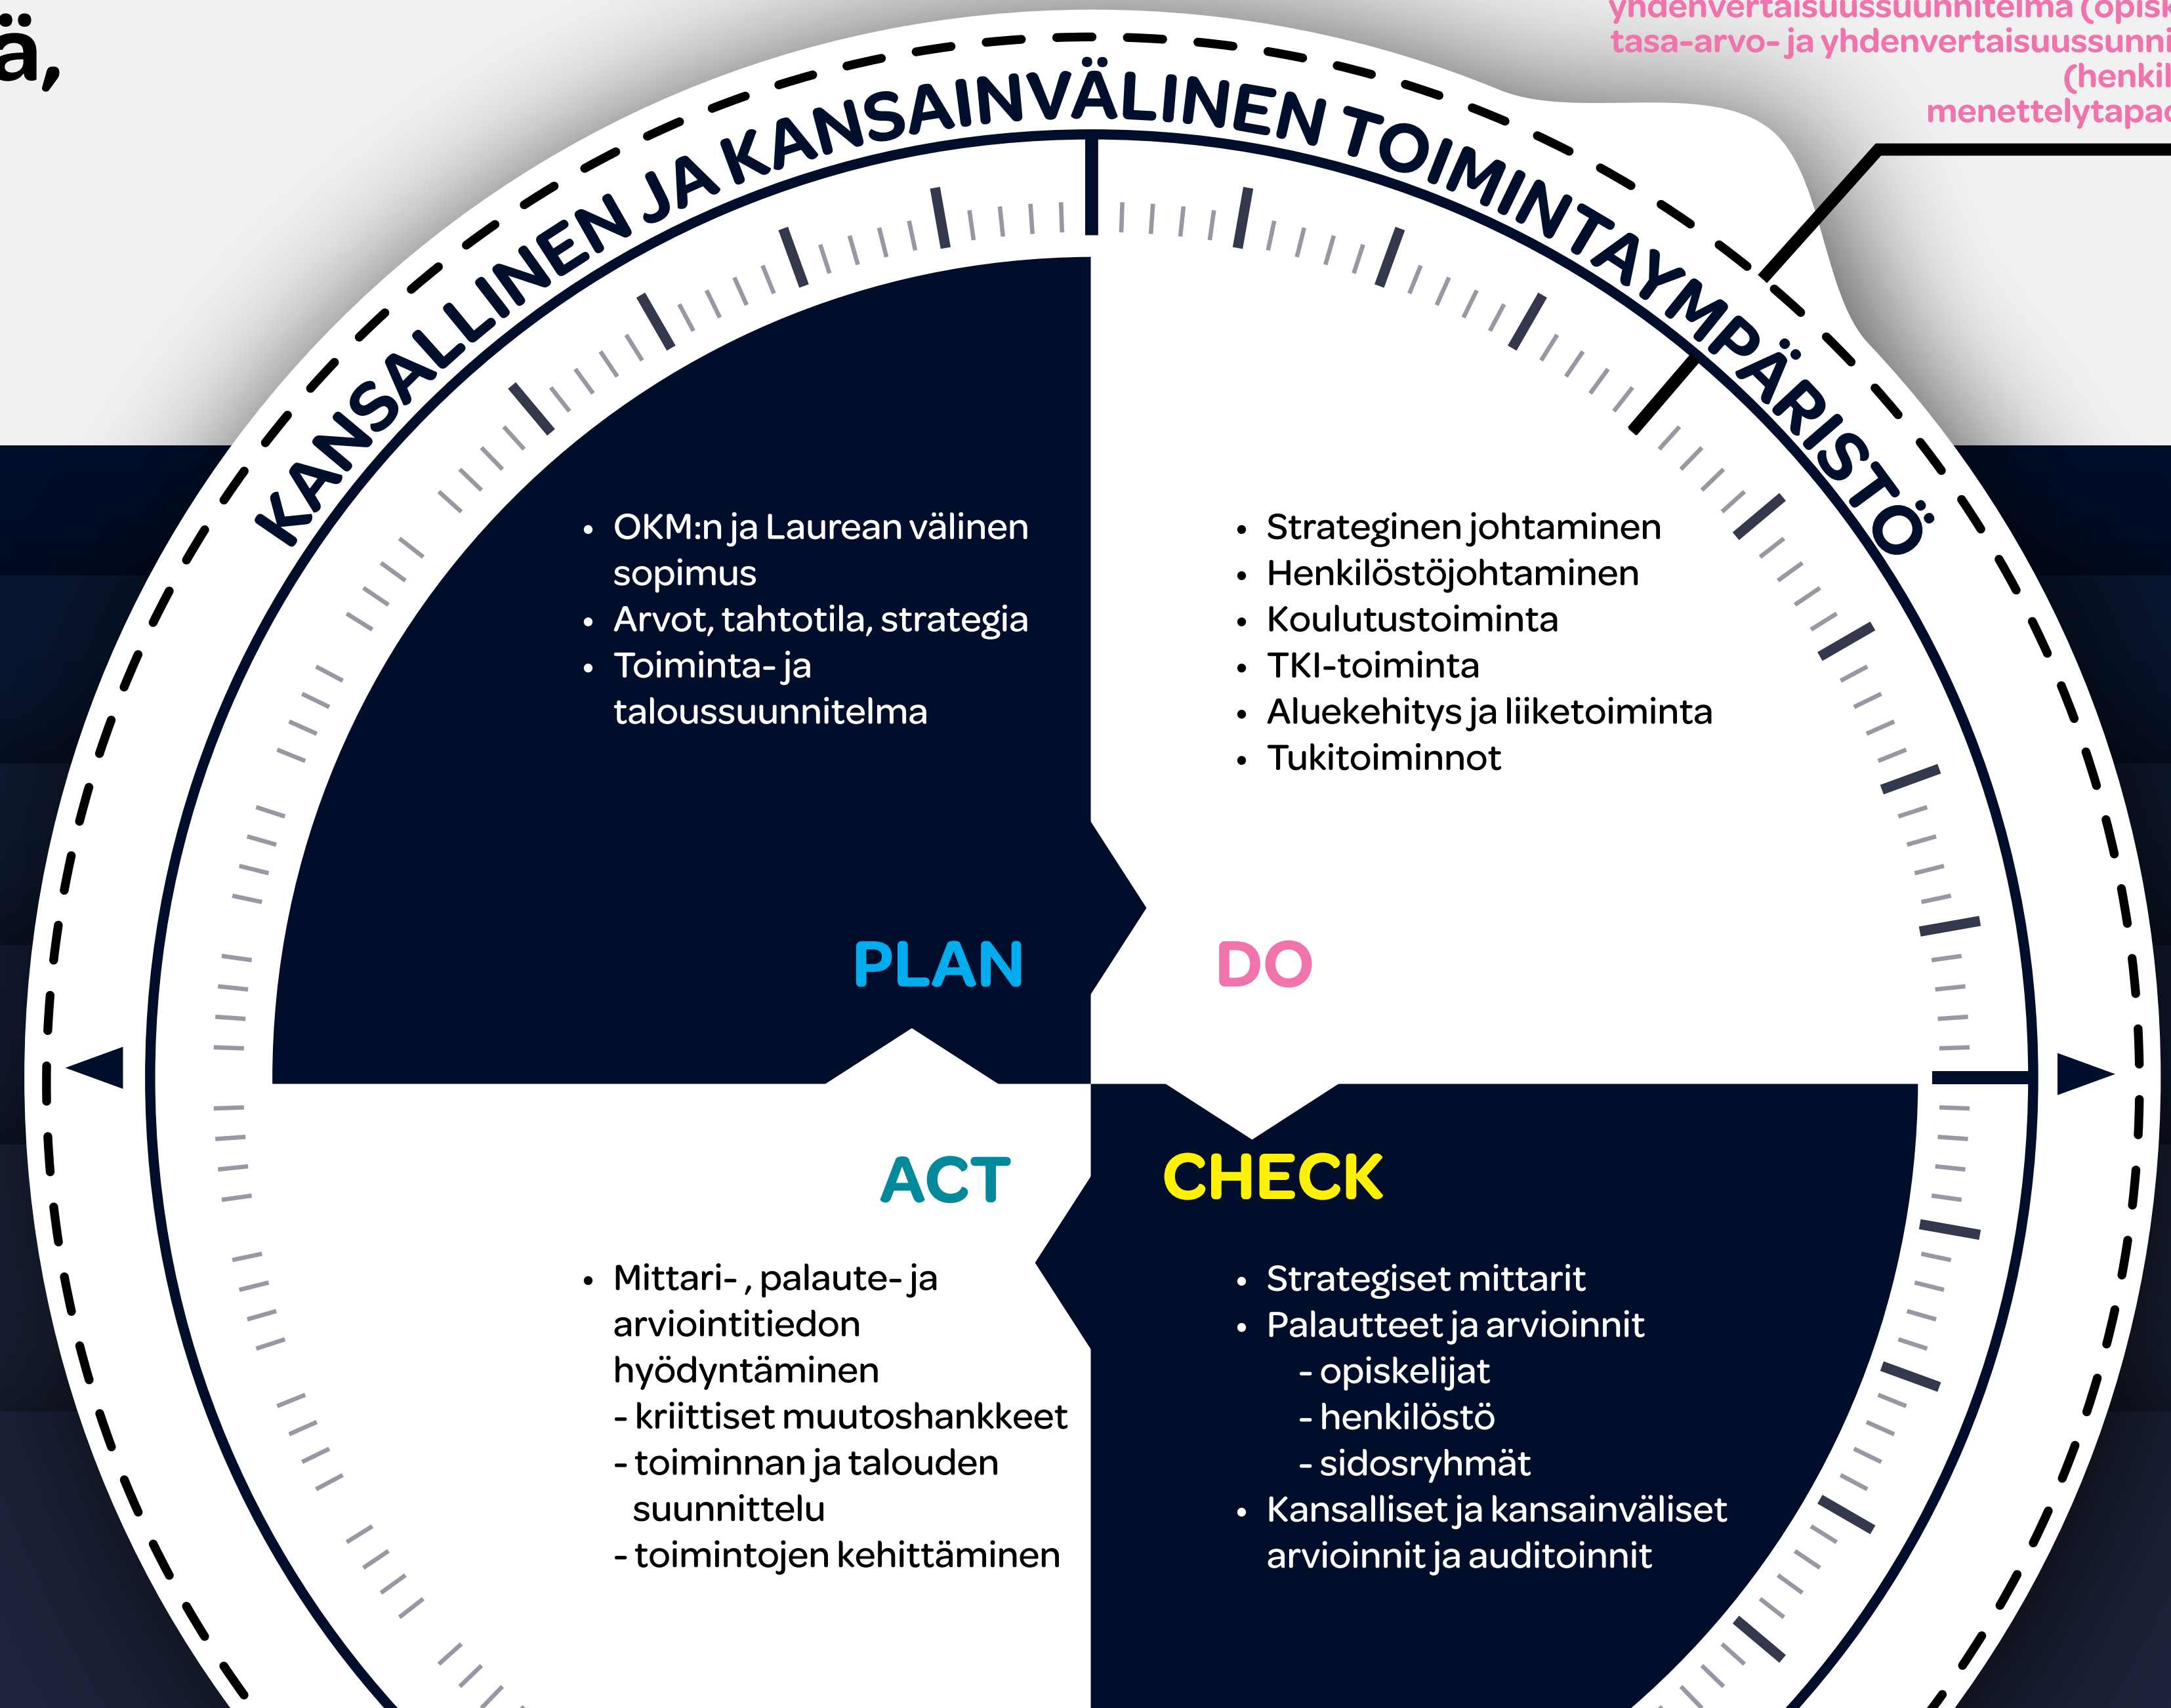 ä,
yhdenvertaisuussuunnitelma
tasa-arvo- ja
menettelytapa
KANSALLINEN JA KANSAINVÄLINEN TOIMINTAYMPÄRISTÖ
• OKM:n ja Laurean välinen
sopimus
• Arvot, tahtotila, strategia
• Toiminta- ja
taloussuunnitelma
PLAN
• Strateginen johtaminen
• Henkilöstöjohtaminen
• Koulutustoiminta
• TKI-toiminta
• Aluekehitys ja liiketoiminta
• Tukitoiminnot
DO
ACT
• Mittari- , palaute- ja
arviointitiedon
hyödyntäminen
- kriittiset muutoshankkeet
- toiminnan ja talouden
suunnittelu
- toimintojen kehittäminen
CHECK
• Strategiset mittarit
• Palautteet ja arvioinnit
- opiskelijat
- henkilöstö
- sidosryhmät
• Kansalliset ja kansainväliset
arvioinnit ja auditoinnit